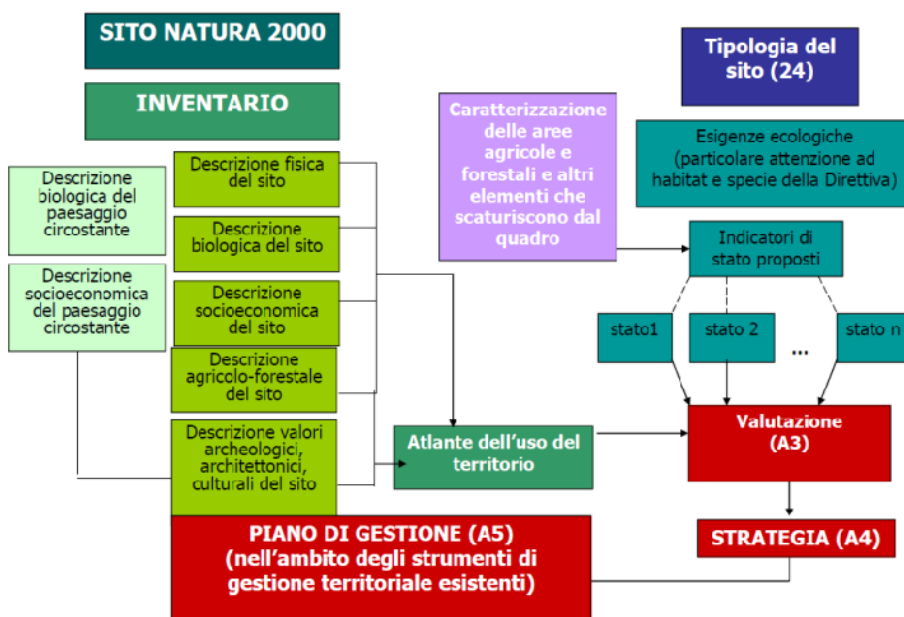 SITO NATURA 2000
INVENTARIO
Descrizione
biologica del
paesaggio
circostante
Descrizione
socioeconomica
del paesaggio
circostante
Descrizione fisica
del sito
Descrizione
biologica del sito
Descrizione
socioeconomica
del sito
Descrizione
agricolo-forestale
del sito
Descrizione valori
archeologici,
architettonici,
culturali del sito
Atlante dell'uso del
territorio
Caratterizzazione
delle aree
agricole e
forestali e altri
elementi che
scaturiscono dal
quadro
Tipologia del
sito (24)
Esigenze ecologiche
(particolare attenzione ad
habitat e specie della Direttiva)
Indicatori di
stato proposti
stato1
stato 2
...
stato n
Valutazione
(A3)
STRATEGIA (A4)
PIANO DI GESTIONE (A5)
(nell'ambito degli strumenti di
gestione territoriale esistenti)